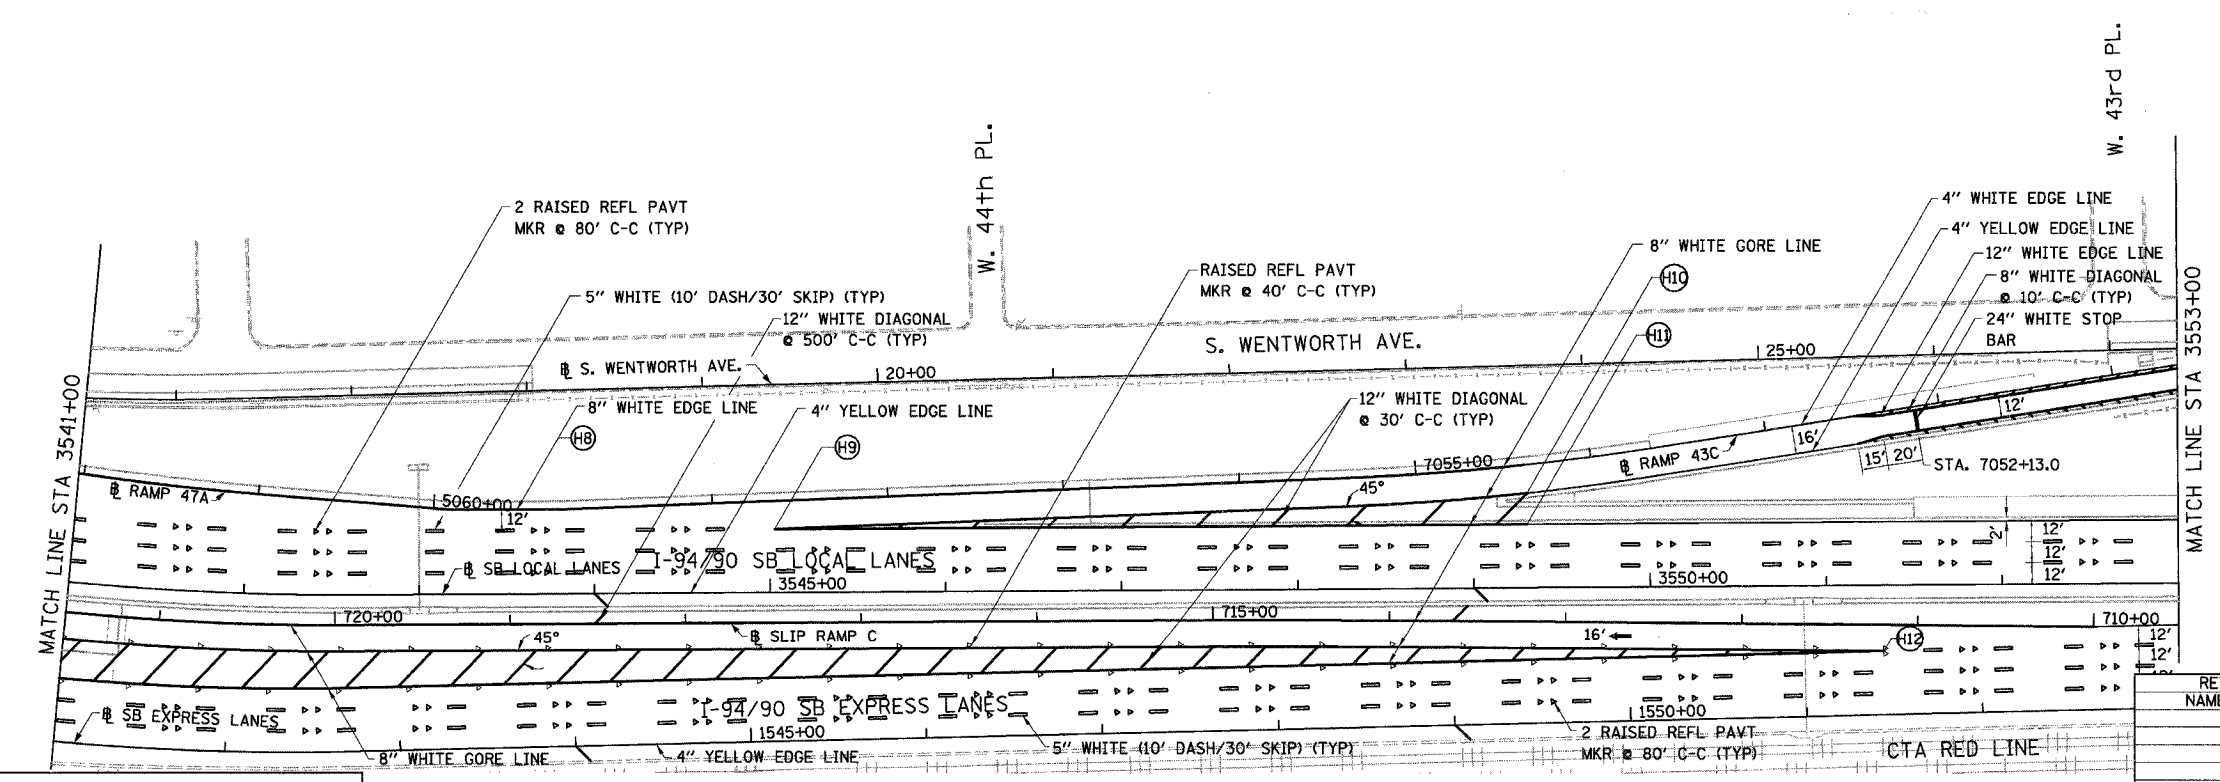 W. 43rd PL.
W. 44th PL.
4" WHITE EDGE LINE
2 RAISED REFL PAVT
MKR @ 80' C-C (TYP)
4" YELLOW EDGE LINE
8" WHITE GORE LINE
12" WHITE EDGE LINE
H10
8" WHITE DIAGONAL
@ 10' C-C (TYP)
RAISED REFL PAVT
MKR @ 40' C-C (TYP)
5" WHITE (10' DASH/30' SKIP) (TYP)
12" WHITE DIAGONAL
@ 500' C-C (TYP)
24" WHITE STOP
BAR
H11
S. WENTWORTH AVE.
25+00
℄ S. WENTWORTH AVE.
20+00
MATCH LINE STA 3541+00
MATCH LINE STA 3553+00
8" WHITE EDGE LINE
4" YELLOW EDGE LINE
12" WHITE DIAGONAL
@ 30' C-C (TYP)
12'
H8
H9
16'
15'
20'
STA. 7052+13.0
7055+00
℄ RAMP 43C
℄ RAMP 47A
45°
5060+00
12'
2'
12'
12'
12'
I-94/90 SB LOCAL LANES
℄ SB LOCAL LANES
3545+00
3550+00
720+00
715+00
710+00
45°
℄ SLIP RAMP C
16'
H12
12'
12'
I-94/90 SB EXPRESS LANES
℄ SB EXPRESS LANES
1545+00
1550+00
RE
NAME
8" WHITE GORE LINE
4" YELLOW EDGE LINE
5" WHITE (10' DASH/30' SKIP) (TYP)
2 RAISED REFL PAVT
MKR @ 80' C-C (TYP)
CTA RED LINE